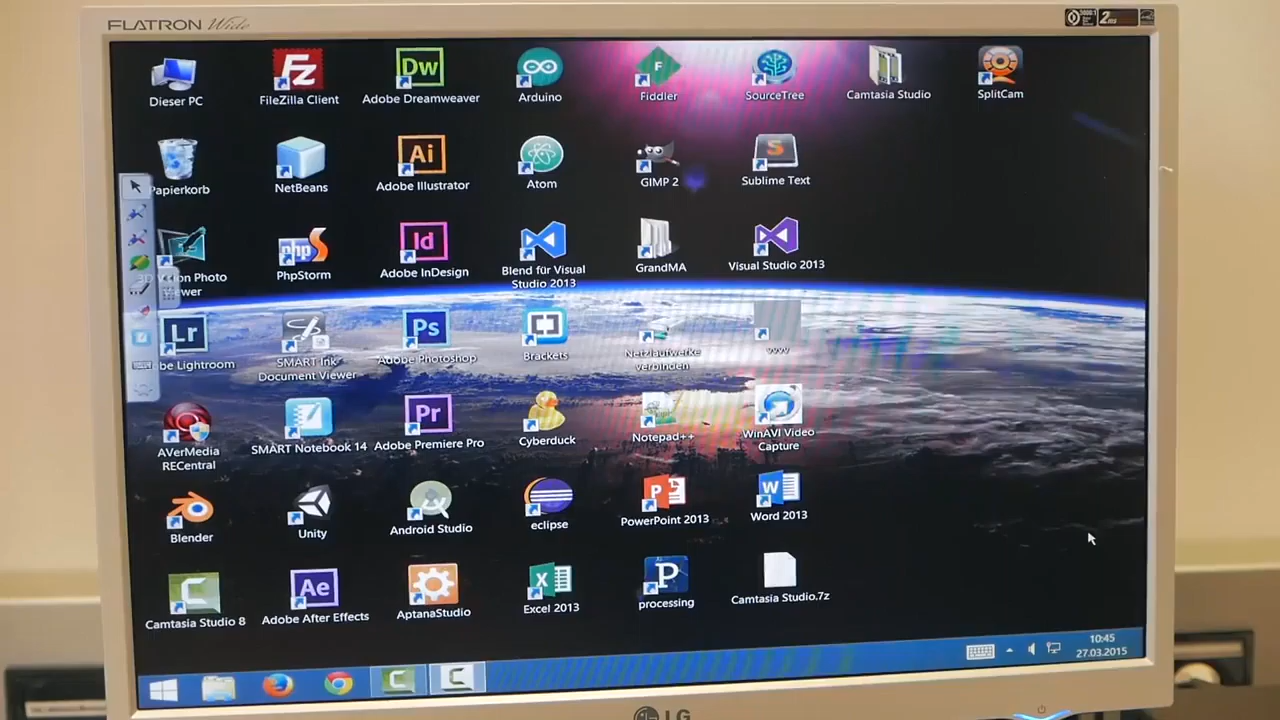 FLATRON Wide
2ms
Dieser PC
FileZilla Client
Adobe Dreamweaver
Arduino
Fiddler
SourceTree
Camtasia Studio
SplitCam
Papierkorb
NetBeans
Adobe Illustrator
Atom
GIMP 2
Sublime Text
PhpStorm
Adobe InDesign
Blend für Visual
Studio 2013
GrandMA
Visual Studio 2013
Photo
Lightroom
SMART Ink
Document Viewer
Adobe Photoshop
Brackets
Netzlaufwerke
verbinden
vvvv
AVerMedia
RECentral
SMART Notebook 14
Adobe Premiere Pro
Cyberduck
Notepad++
WinAVI Video
Capture
Blender
Unity
Android Studio
eclipse
PowerPoint 2013
Word 2013
Camtasia Studio 8
Adobe After Effects
AptanaStudio
Excel 2013
processing
Camtasia Studio.7z
10:45
27.03.2015
LG